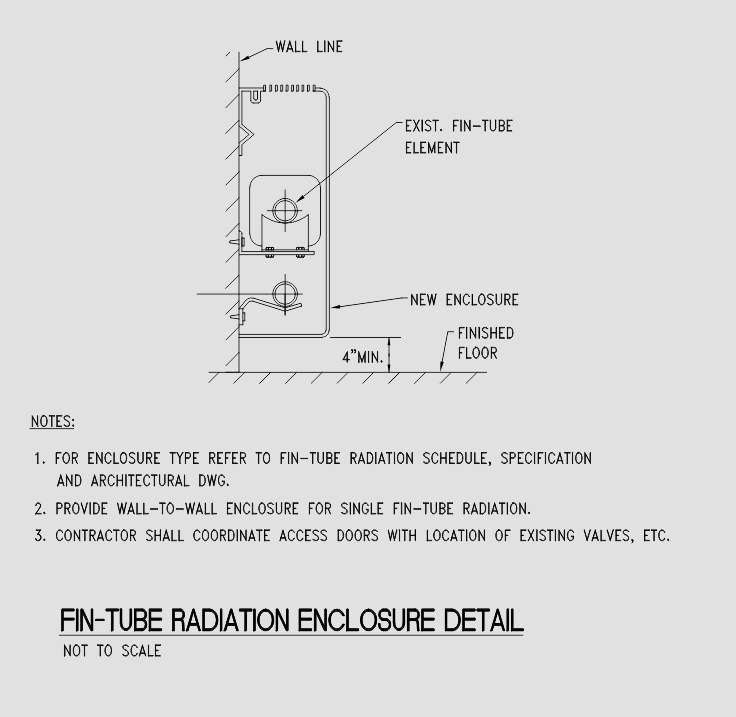 WALL LINE
EXIST. FIN-TUBE
ELEMENT
NEW ENCLOSURE
FINISHED
FLOOR
4"MIN.
NOTES:
1. FOR ENCLOSURE TYPE REFER TO FIN-TUBE RADIATION SCHEDULE, SPECIFICATION
AND ARCHITECTURAL DWG.
2. PROVIDE WALL-TO-WALL ENCLOSURE FOR SINGLE FIN-TUBE RADIATION.
3. CONTRACTOR SHALL COORDINATE ACCESS DOORS WITH LOCATION OF EXISTING VALVES, ETC.
FIN-TUBE RADIATION ENCLOSURE DETAIL
NOT TO SCALE